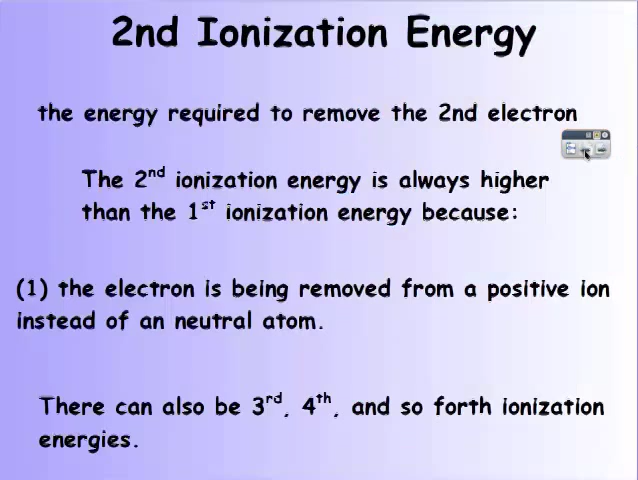 2nd Ionization Energy
the energy required to remove the 2nd electron
The 2nd ionization energy is always higher
than the 1st ionization energy because:
(1) the electron is being removed from a positive ion
instead of an neutral atom.
There can also be 3rd, 4th, and so forth ionization
energies.